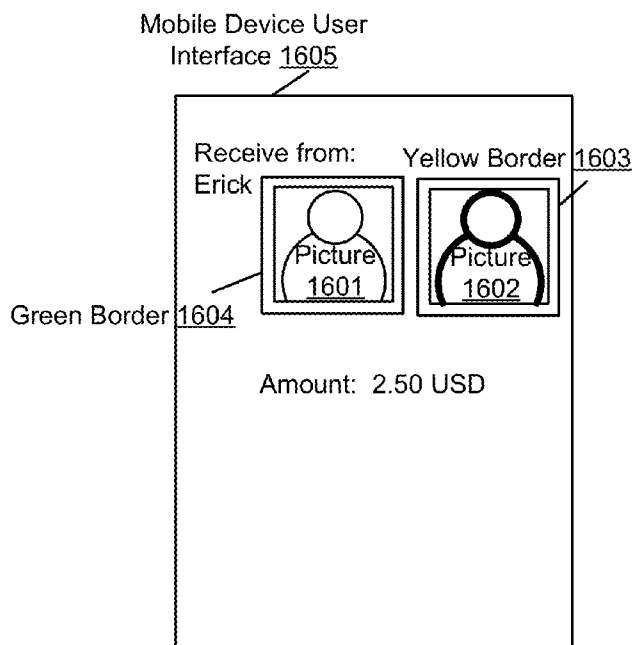 Mobile Device User
Interface 1605
Receive from:
Erick
Yellow Border 1603
Picture
1601
Picture
1602
Green Border 1604
Amount: 2.50 USD